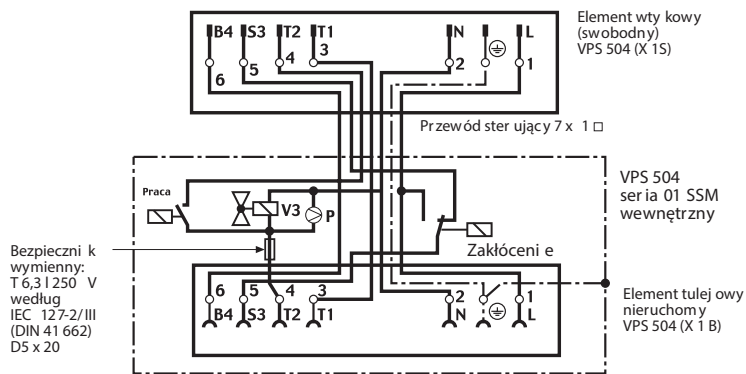 B4 S3 T2 T1 N L
3
6 5 4 2 1
Element wty kowy
(swobodny)
VPS 504 (X 1S)
Przewód ster ujący 7 x 1 □
VPS 504
ser ia 01 SSM
wewnętrzny
Praca
V3 P
Zakłóceni e
Bezpieczni k
wymienny:
T 6,3 l 250 V
według
IEC 127-2/ III
(DIN 41 662)
D5 x 20
6 5 4 3 2 1
B4 S3 T2 T1 N L
Element tulej owy
nieruchom y
VPS 504 (X 1 B)